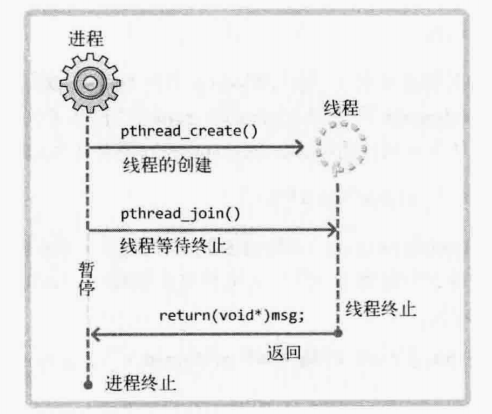 进程
线程
pthread_create()
线程的创建
pthread_join()
线程等待终止
暂停
线程终止
return(void*)msg;
返回
进程终止